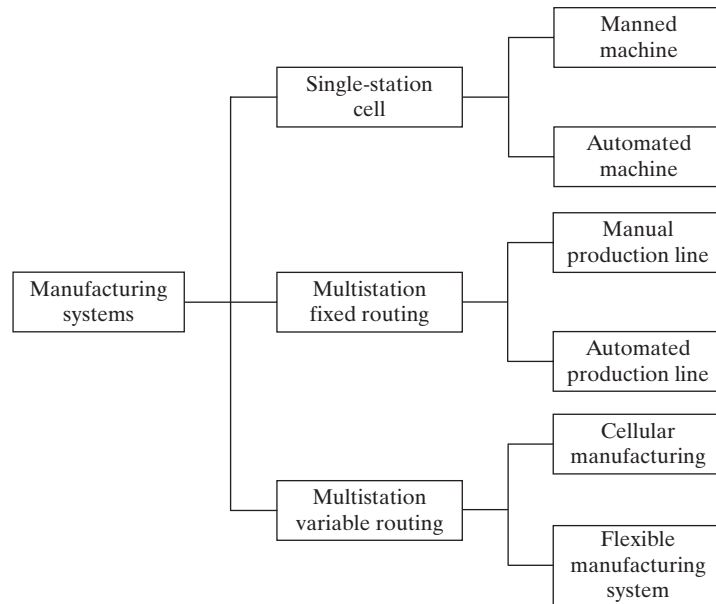 Manned
machine
Single-station
cell
Automated
machine
Manual
production line
Manufacturing
systems
Multistation
fixed routing
Automated
production line
Cellular
manufacturing
Multistation
variable routing
Flexible
manufacturing
system